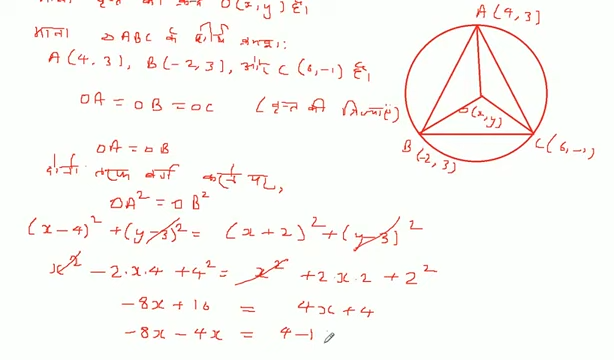 माना वृत्त का केन्द्र O(x,y) है।
माना △ABC के शीर्ष क्रमशः
A(4,3), B(-2,3), और C(6,-1) हैं।
OA = OB = OC (वृत्त की त्रिज्याएं)
OA = OB
दोनों तरफ वर्ग करने पर,
OA² = OB²
(x-4)² + (y-3)² = (x+2)² + (y-3)²
x² - 2.x.4 + 4² = x² + 2.x.2 + 2²
-8x + 16 = 4x + 4
-8x - 4x = 4 - 1
A(4,3)
O(x,y)
B(-2,3)
C(6,-1)